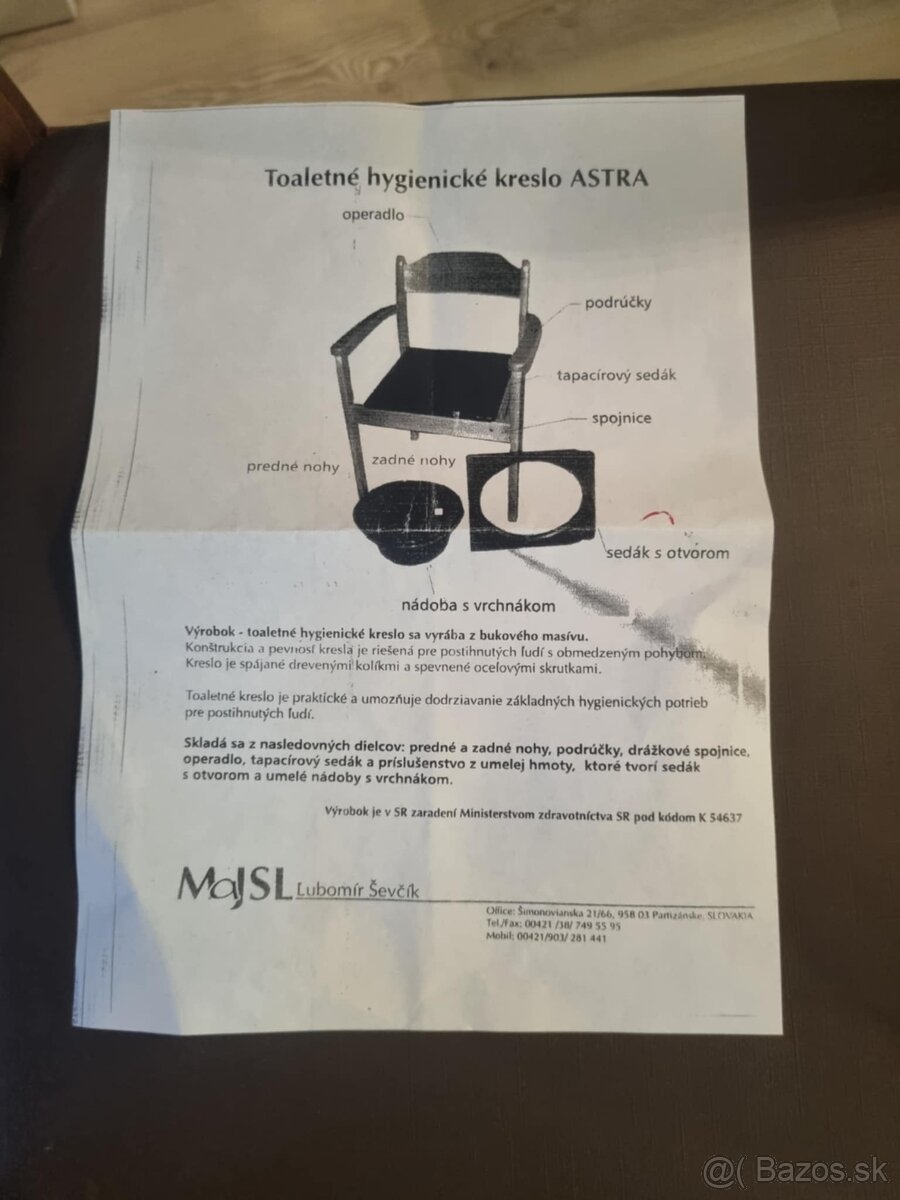 Toaletné hygienické kreslo ASTRA
operadlo
podrúčky
tapacírový sedák
spojnice
predné nohy
zadné nohy
sedák s otvorom
nádoba s vrchnákom
Výrobok - toaletné hygienické kreslo sa vyrába z bukového masívu.
Konštrukcia a pevnosť kresla je riešená pre postihnutých ľudí s obmedzeným pohybom.
Kreslo je spájané drevenými kolíkmi a spevnené oceľovými skrutkami.
Toaletné kreslo je praktické a umozňuje dodrziavanie základných hygienických potrieb
pre postihnutých ľudí.
Skladá sa z nasledovných dielcov: predné a zadné nohy, podrúčky, drážkové spojnice,
operadlo, tapacírový sedák a príslušenstvo z umelej hmoty, ktoré tvorí sedák
s otvorom a umelé nádoby s vrchnákom.
Výrobok je v SR zaradení Ministerstvom zdravotníctva SR pod kódom K 54637
MaJSL Ľubomír Ševčík
Office: Šimonovianska 21/66, 958 03 Partizánske, SLOVAKIA
Tel./Fax: 00421 /38/ 749 55 95
Mobil: 00421/903/ 281 441
@( Bazos.sk